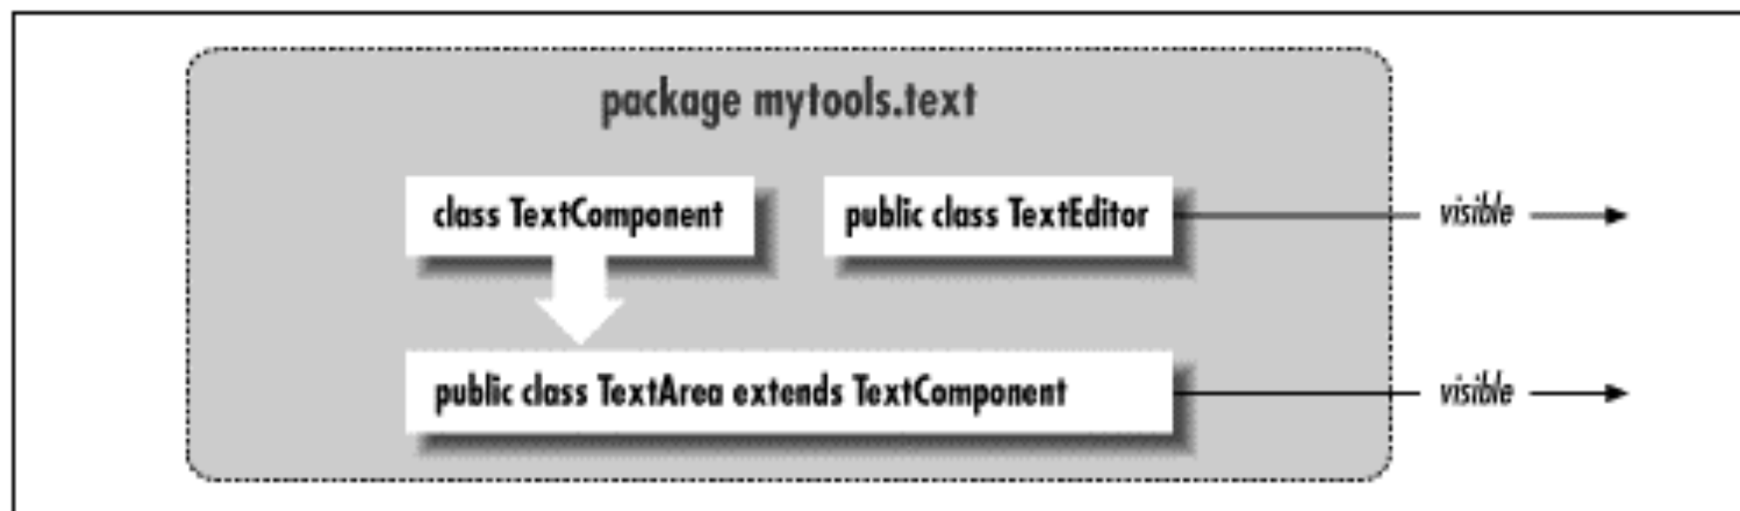 package mytools.text
class TextComponent
public class TextEditor
visible
public class TextArea extends TextComponent
visible